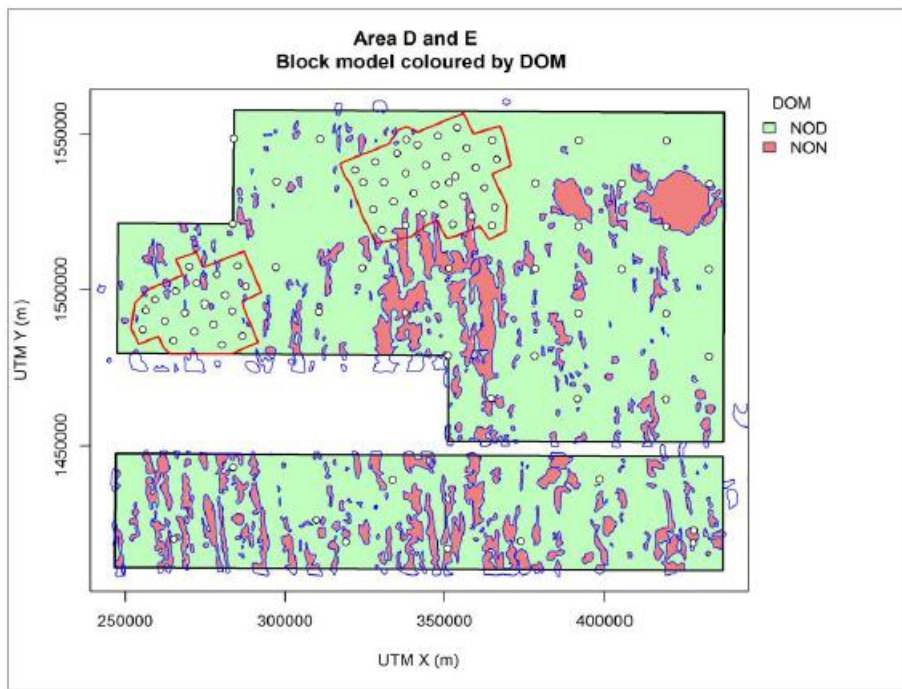 Area D and E
Block model coloured by DOM
DOM
NOD
NON
1550000
1500000
1450000
UTM Y (m)
250000 300000 350000 400000
UTM X (m)